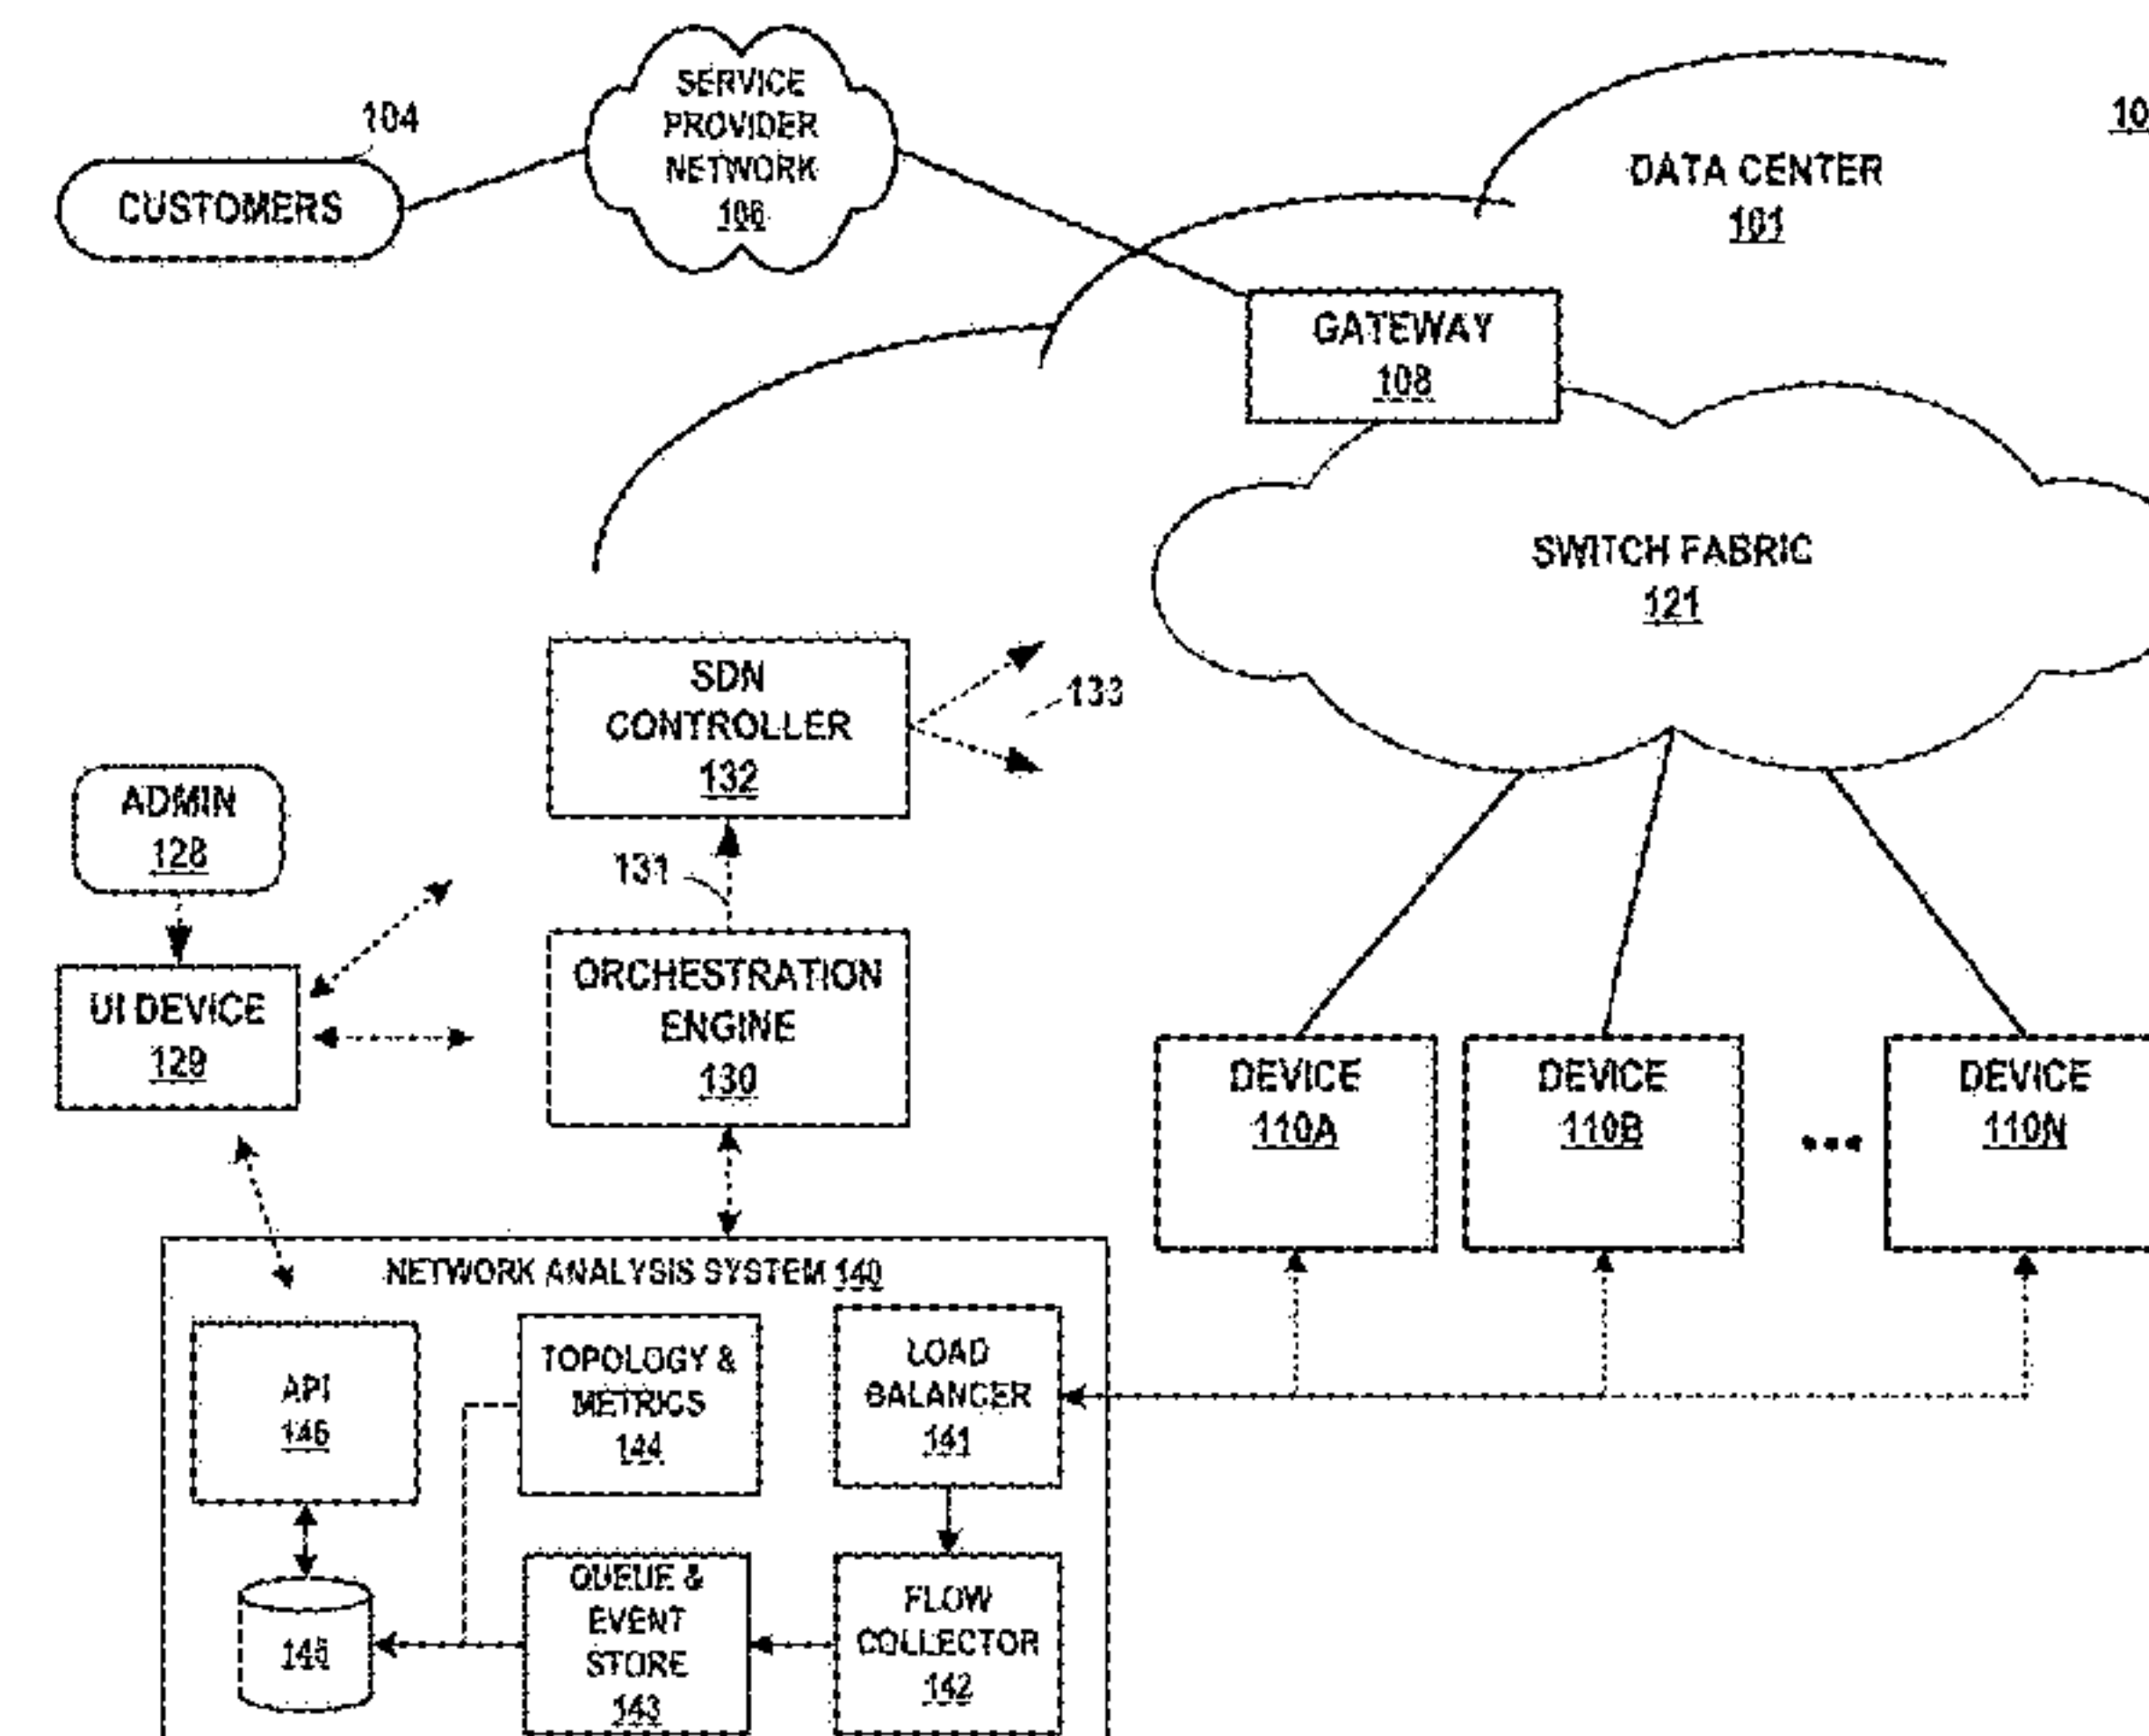 104
CUSTOMERS
SERVICE
PROVIDER
NETWORK
106
DATA CENTER
101
GATEWAY
108
SWITCH FABRIC
121
SDN
CONTROLLER
132
133
ADMIN
128
131
UI DEVICE
129
ORCHESTRATION
ENGINE
130
DEVICE
110A
DEVICE
110B
•••
DEVICE
110N
NETWORK ANALYSIS SYSTEM 140
API
146
TOPOLOGY &
METRICS
144
LOAD
BALANCER
141
145
QUEUE &
EVENT
STORE
143
FLOW
COLLECTOR
142